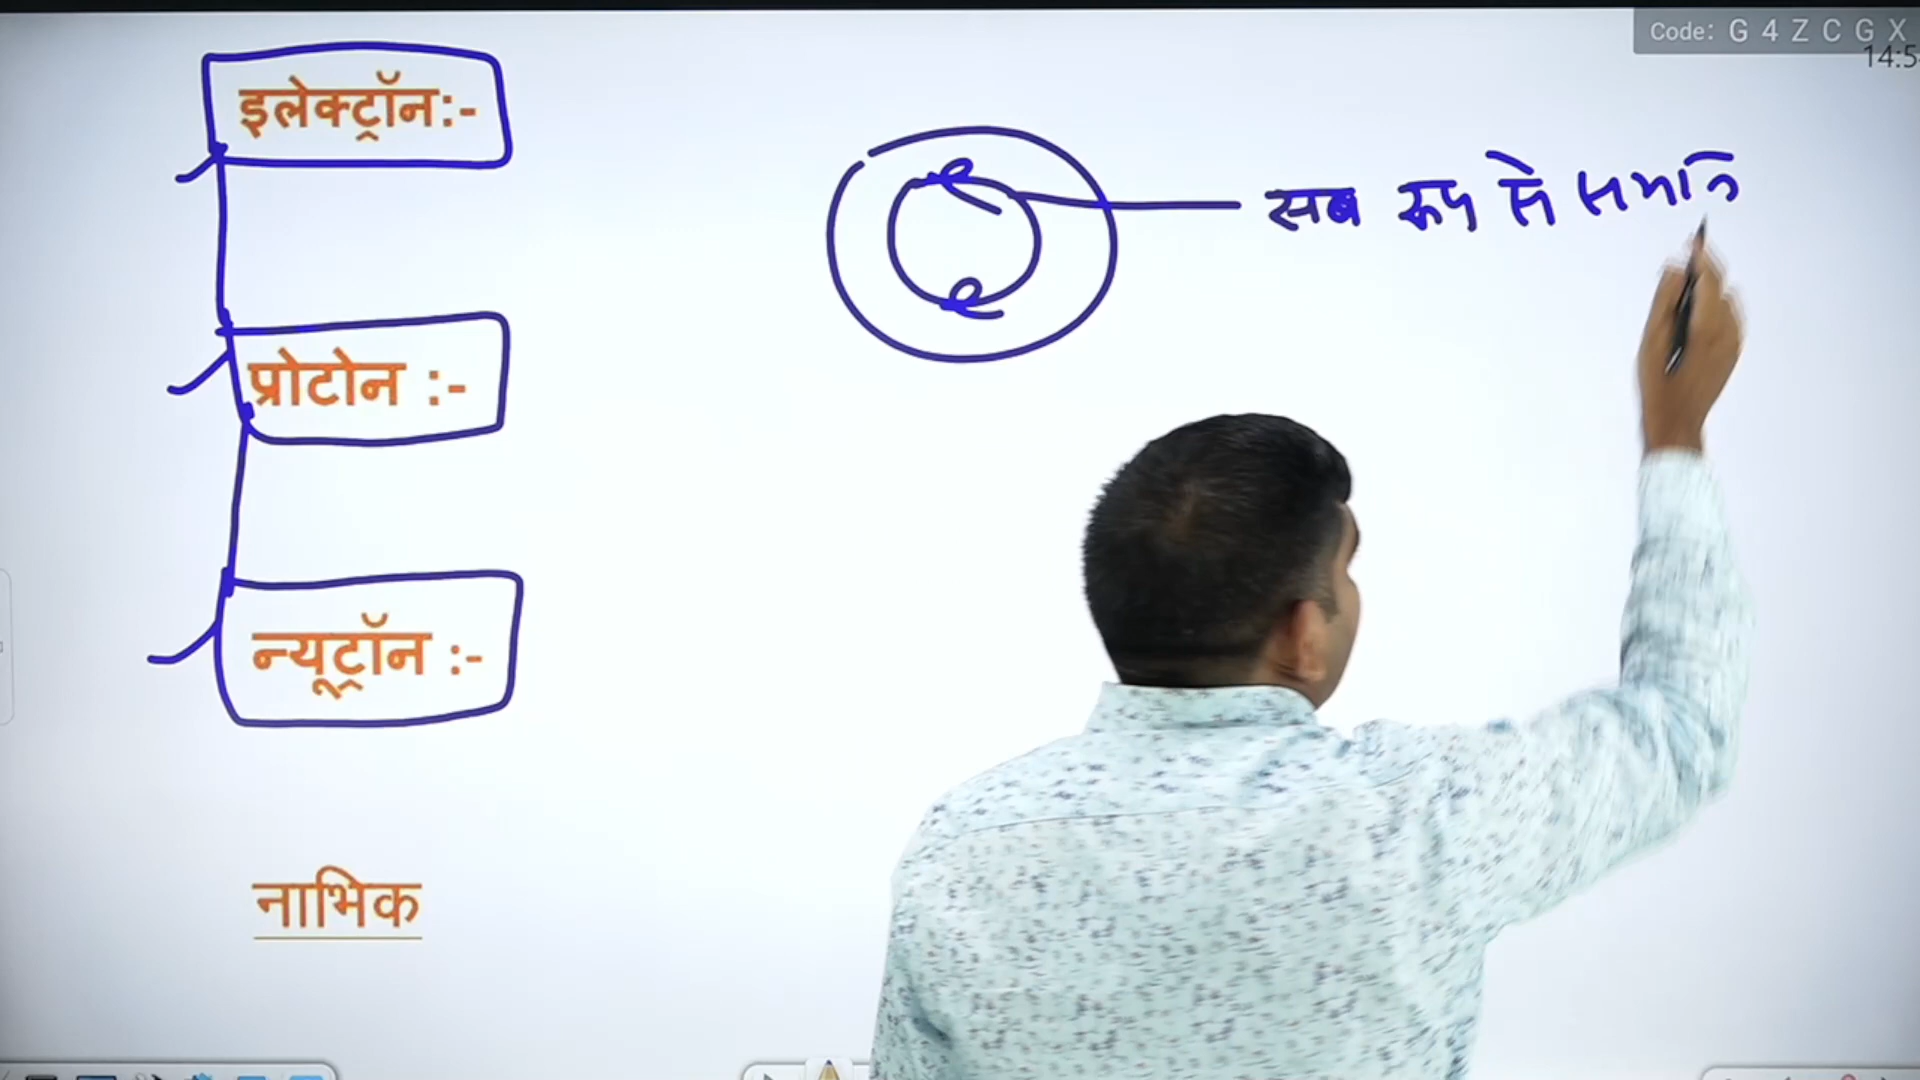 Code: G 4 Z C G X
14:5
इलेक्ट्रॉन:-
सब रूप से समान
प्रोटोन :-
न्यूट्रॉन :-
नाभिक